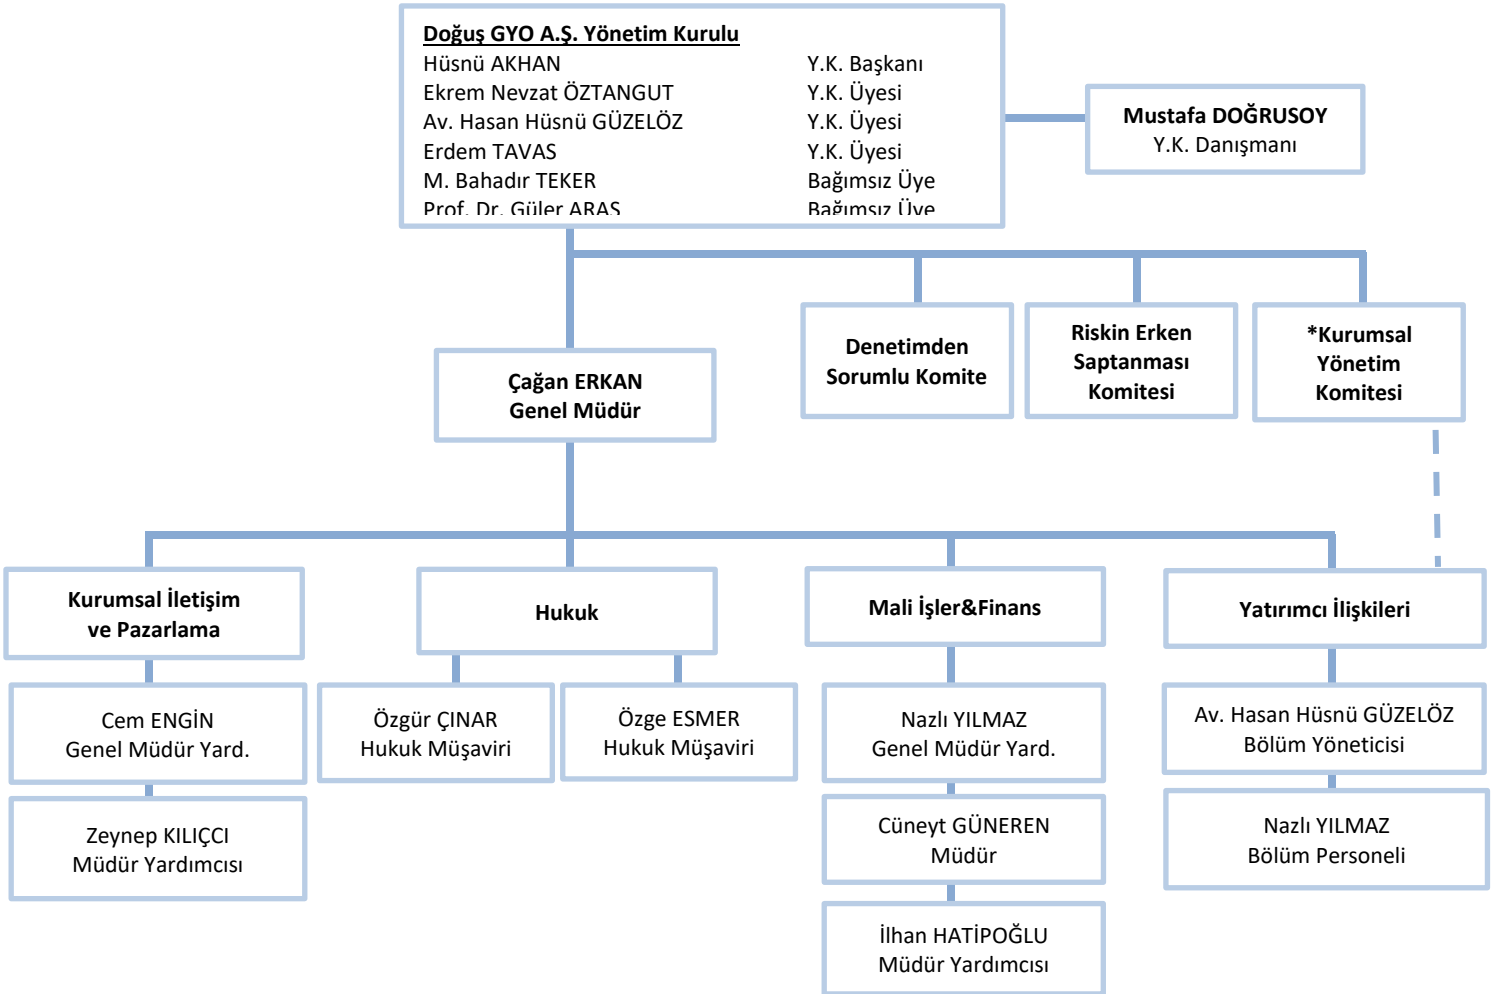 Doğuş GYO A.Ş. Yönetim Kurulu
Hüsnü AKHAN Y.K. Başkanı
Ekrem Nevzat ÖZTANGUT Y.K. Üyesi
Av. Hasan Hüsnü GÜZELÖZ Y.K. Üyesi
Erdem TAVAS Y.K. Üyesi
M. Bahadır TEKER Bağımsız Üye
Prof. Dr. Güler ARAS Bağımsız Üye
Mustafa DOĞRUSOY
Y.K. Danışmanı
Çağan ERKAN
Genel Müdür
Denetimden
Sorumlu Komite
Riskin Erken
Saptanması
Komitesi
*Kurumsal
Yönetim
Komitesi
Kurumsal İletişim
ve Pazarlama
Hukuk
Mali İşler&Finans
Yatırımcı İlişkileri
Cem ENGİN
Genel Müdür Yard.
Özgür ÇINAR
Hukuk Müşaviri
Özge ESMER
Hukuk Müşaviri
Nazlı YILMAZ
Genel Müdür Yard.
Av. Hasan Hüsnü GÜZELÖZ
Bölüm Yöneticisi
Zeynep KILIÇCI
Müdür Yardımcısı
Cüneyt GÜNEREN
Müdür
Nazlı YILMAZ
Bölüm Personeli
İlhan HATİPOĞLU
Müdür Yardımcısı